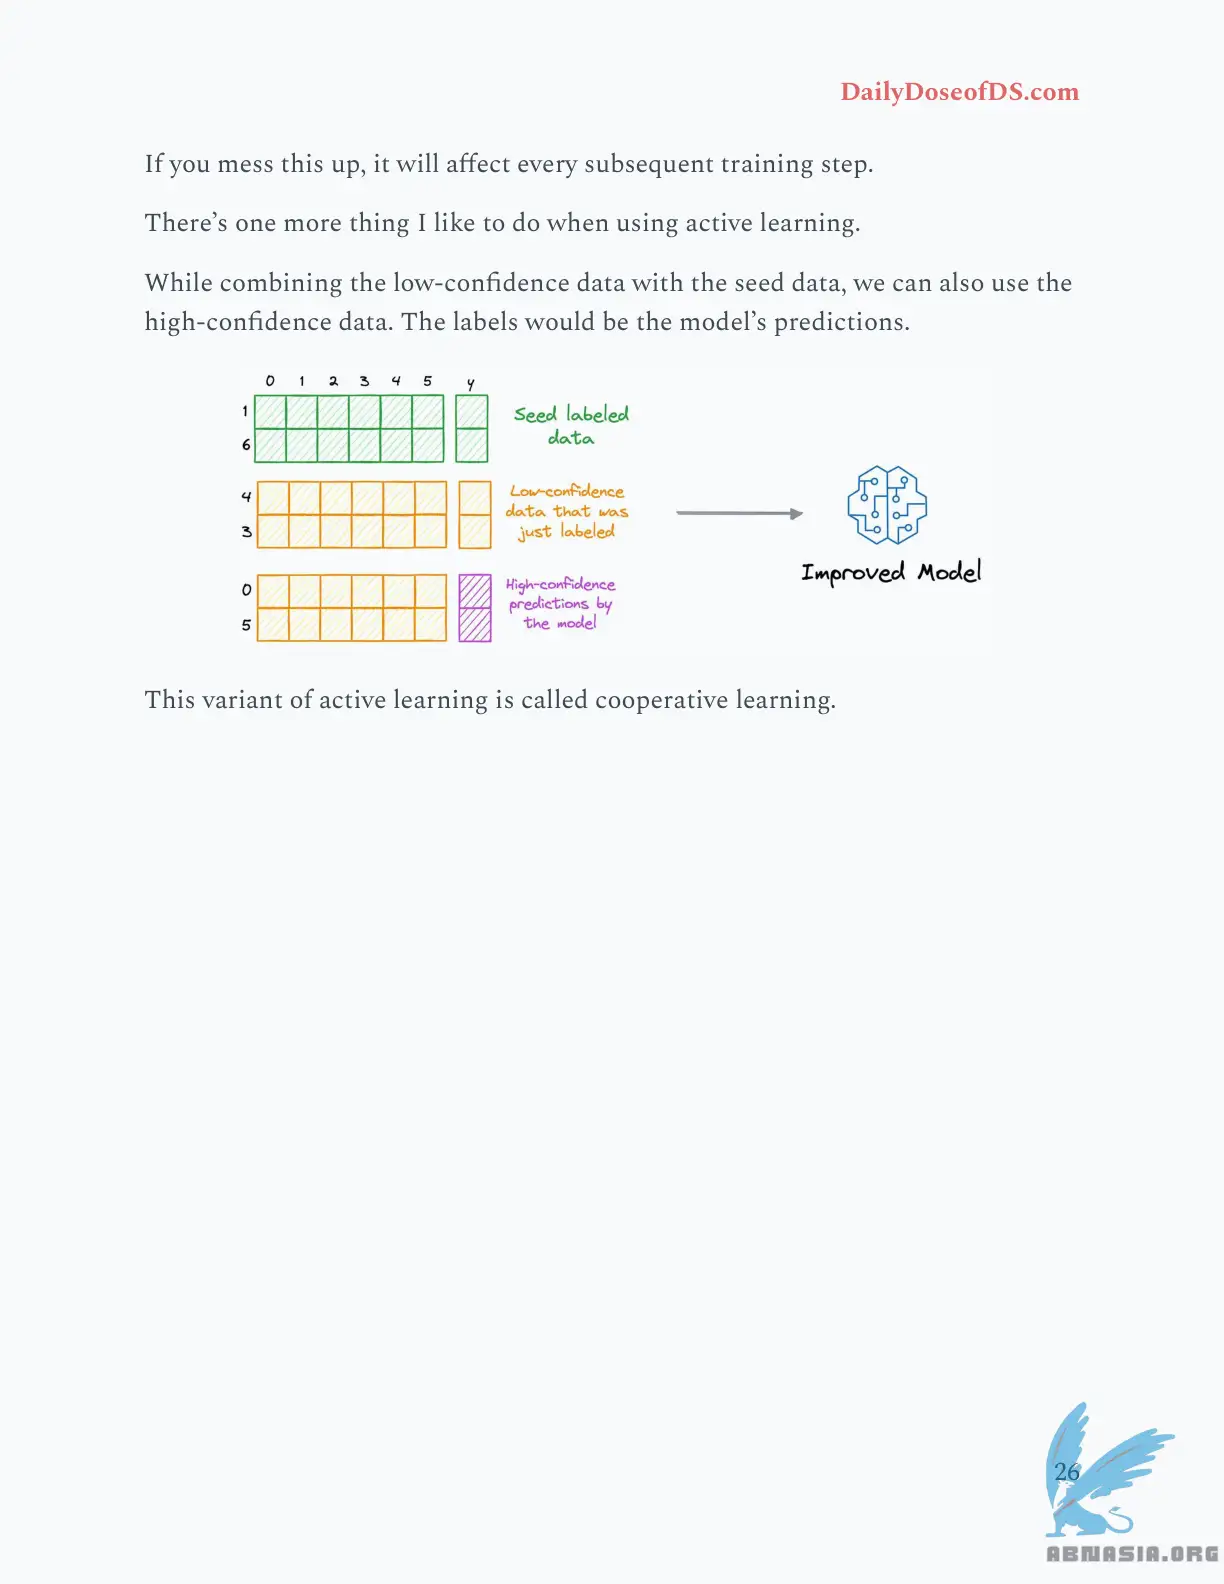 DailyDoseofDS.com
If you mess this up, it will affect every subsequent training step.
There’s one more thing I like to do when using active learning.
While combining the low-confidence data with the seed data, we can also use the
high-confidence data. The labels would be the model’s predictions.
0 1 2 3 4 5 y
1
6
Seed labeled
data
4
3
Low-confidence
data that was
just labeled
0
5
High-confidence
predictions by
the model
Improved Model
This variant of active learning is called cooperative learning.
26
ABNASIA.ORG